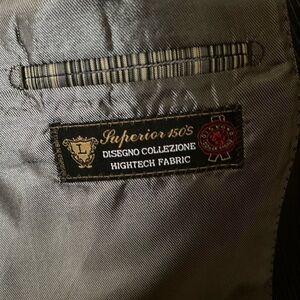 Superior 150's
L
DISEGNO COLLEZIONE
HIGHTECH FABRIC